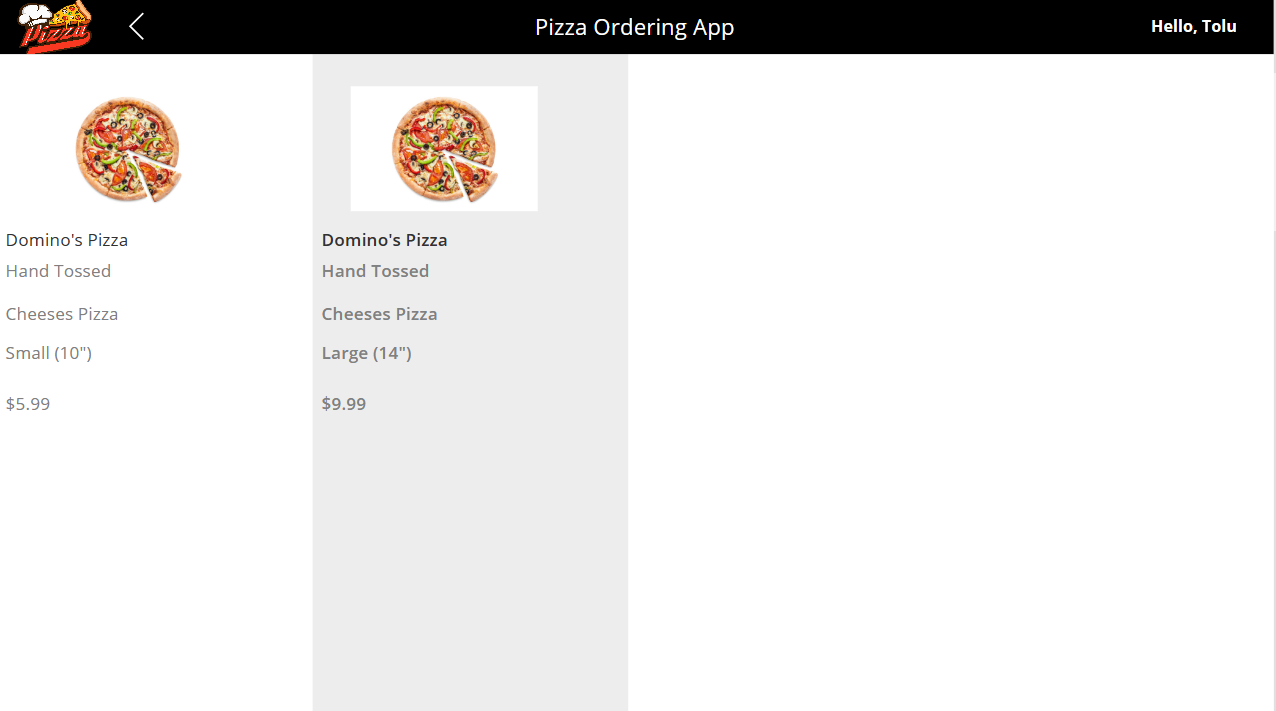 Pizza
Pizza Ordering App
Hello, Tolu
Domino's Pizza
Hand Tossed
Cheeses Pizza
Small (10")
$5.99
Domino's Pizza
Hand Tossed
Cheeses Pizza
Large (14")
$9.99